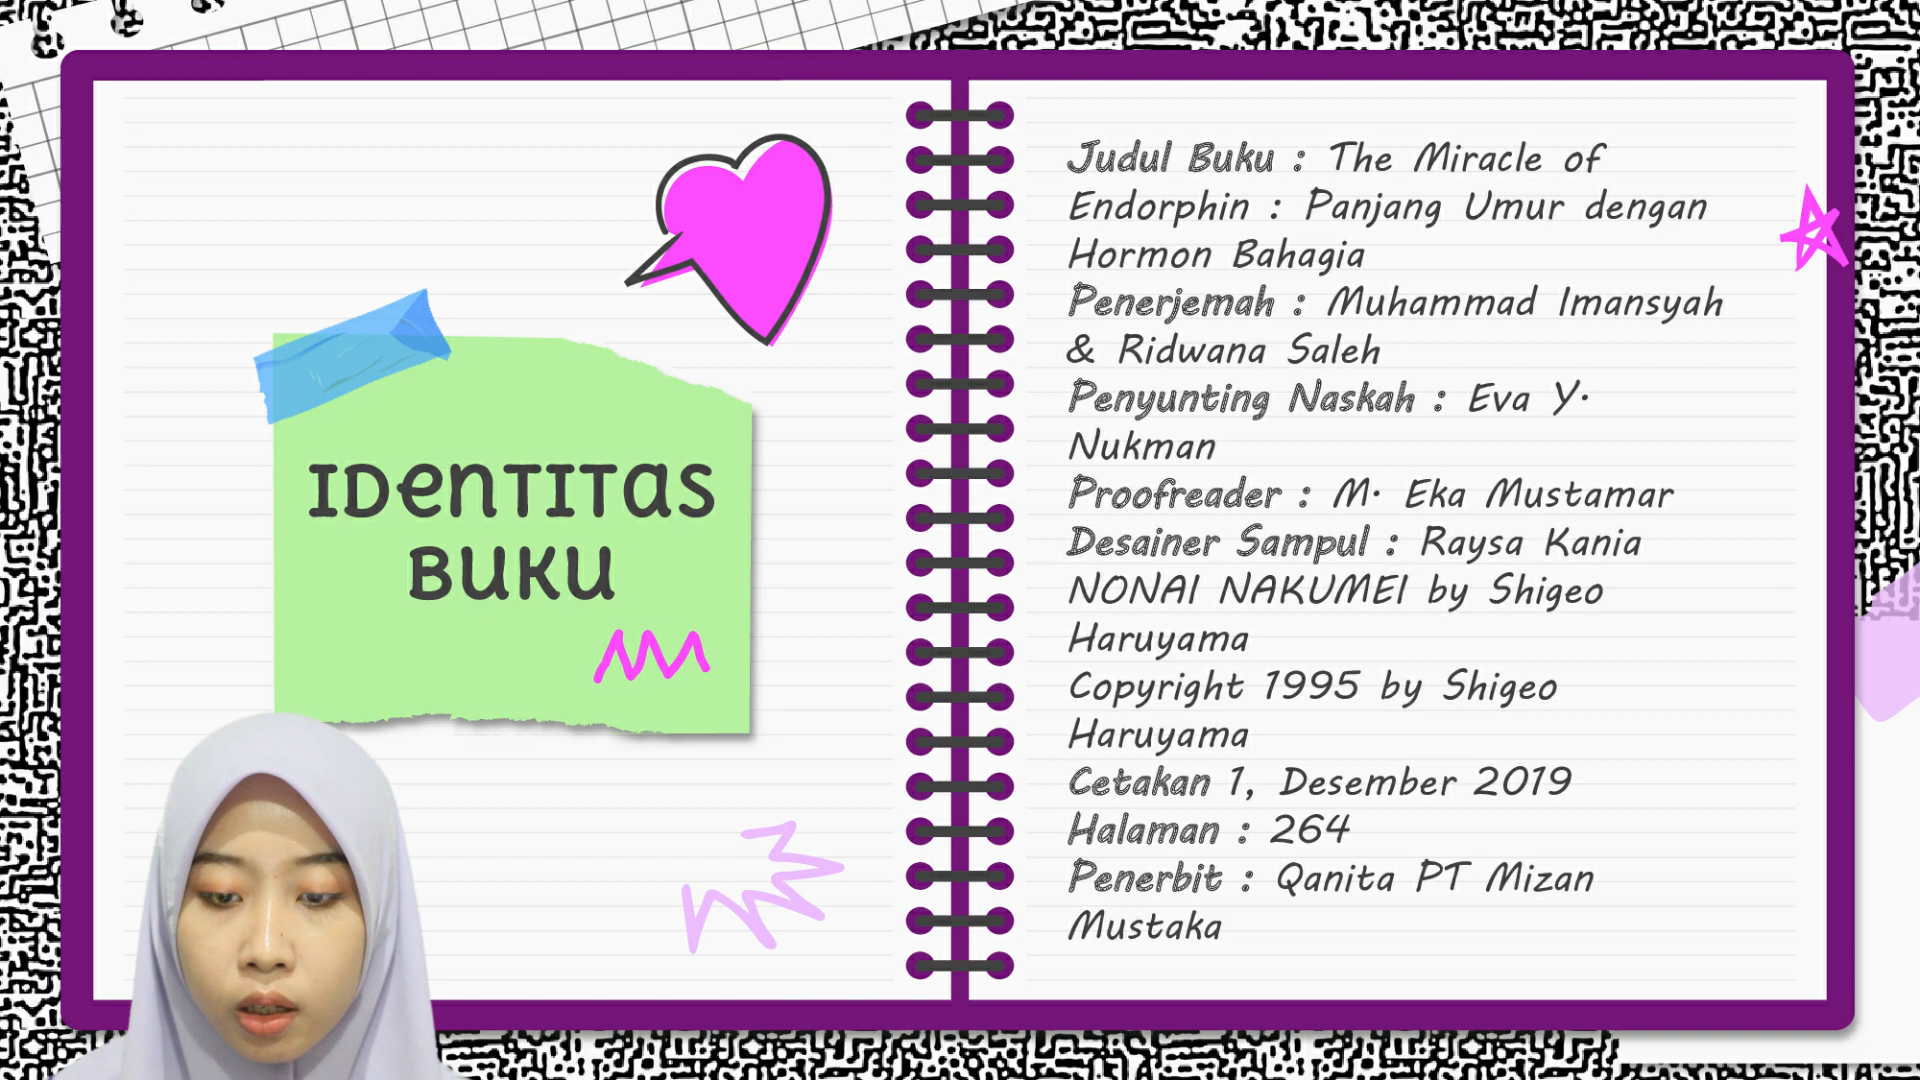 IDENTITAS
BUKU
Judul Buku : The Miracle of
Endorphin : Panjang Umur dengan
Hormon Bahagia
Penerjemah : Muhammad Imansyah
& Ridwana Saleh
Penyunting Naskah : Eva Y.
Nukman
Proofreader : M. Eka Mustamar
Desainer Sampul : Raysa Kania
NONAI NAKUMEI by Shigeo
Haruyama
Copyright 1995 by Shigeo
Haruyama
Cetakan 1, Desember 2019
Halaman : 264
Penerbit : Qanita PT Mizan
Mustaka